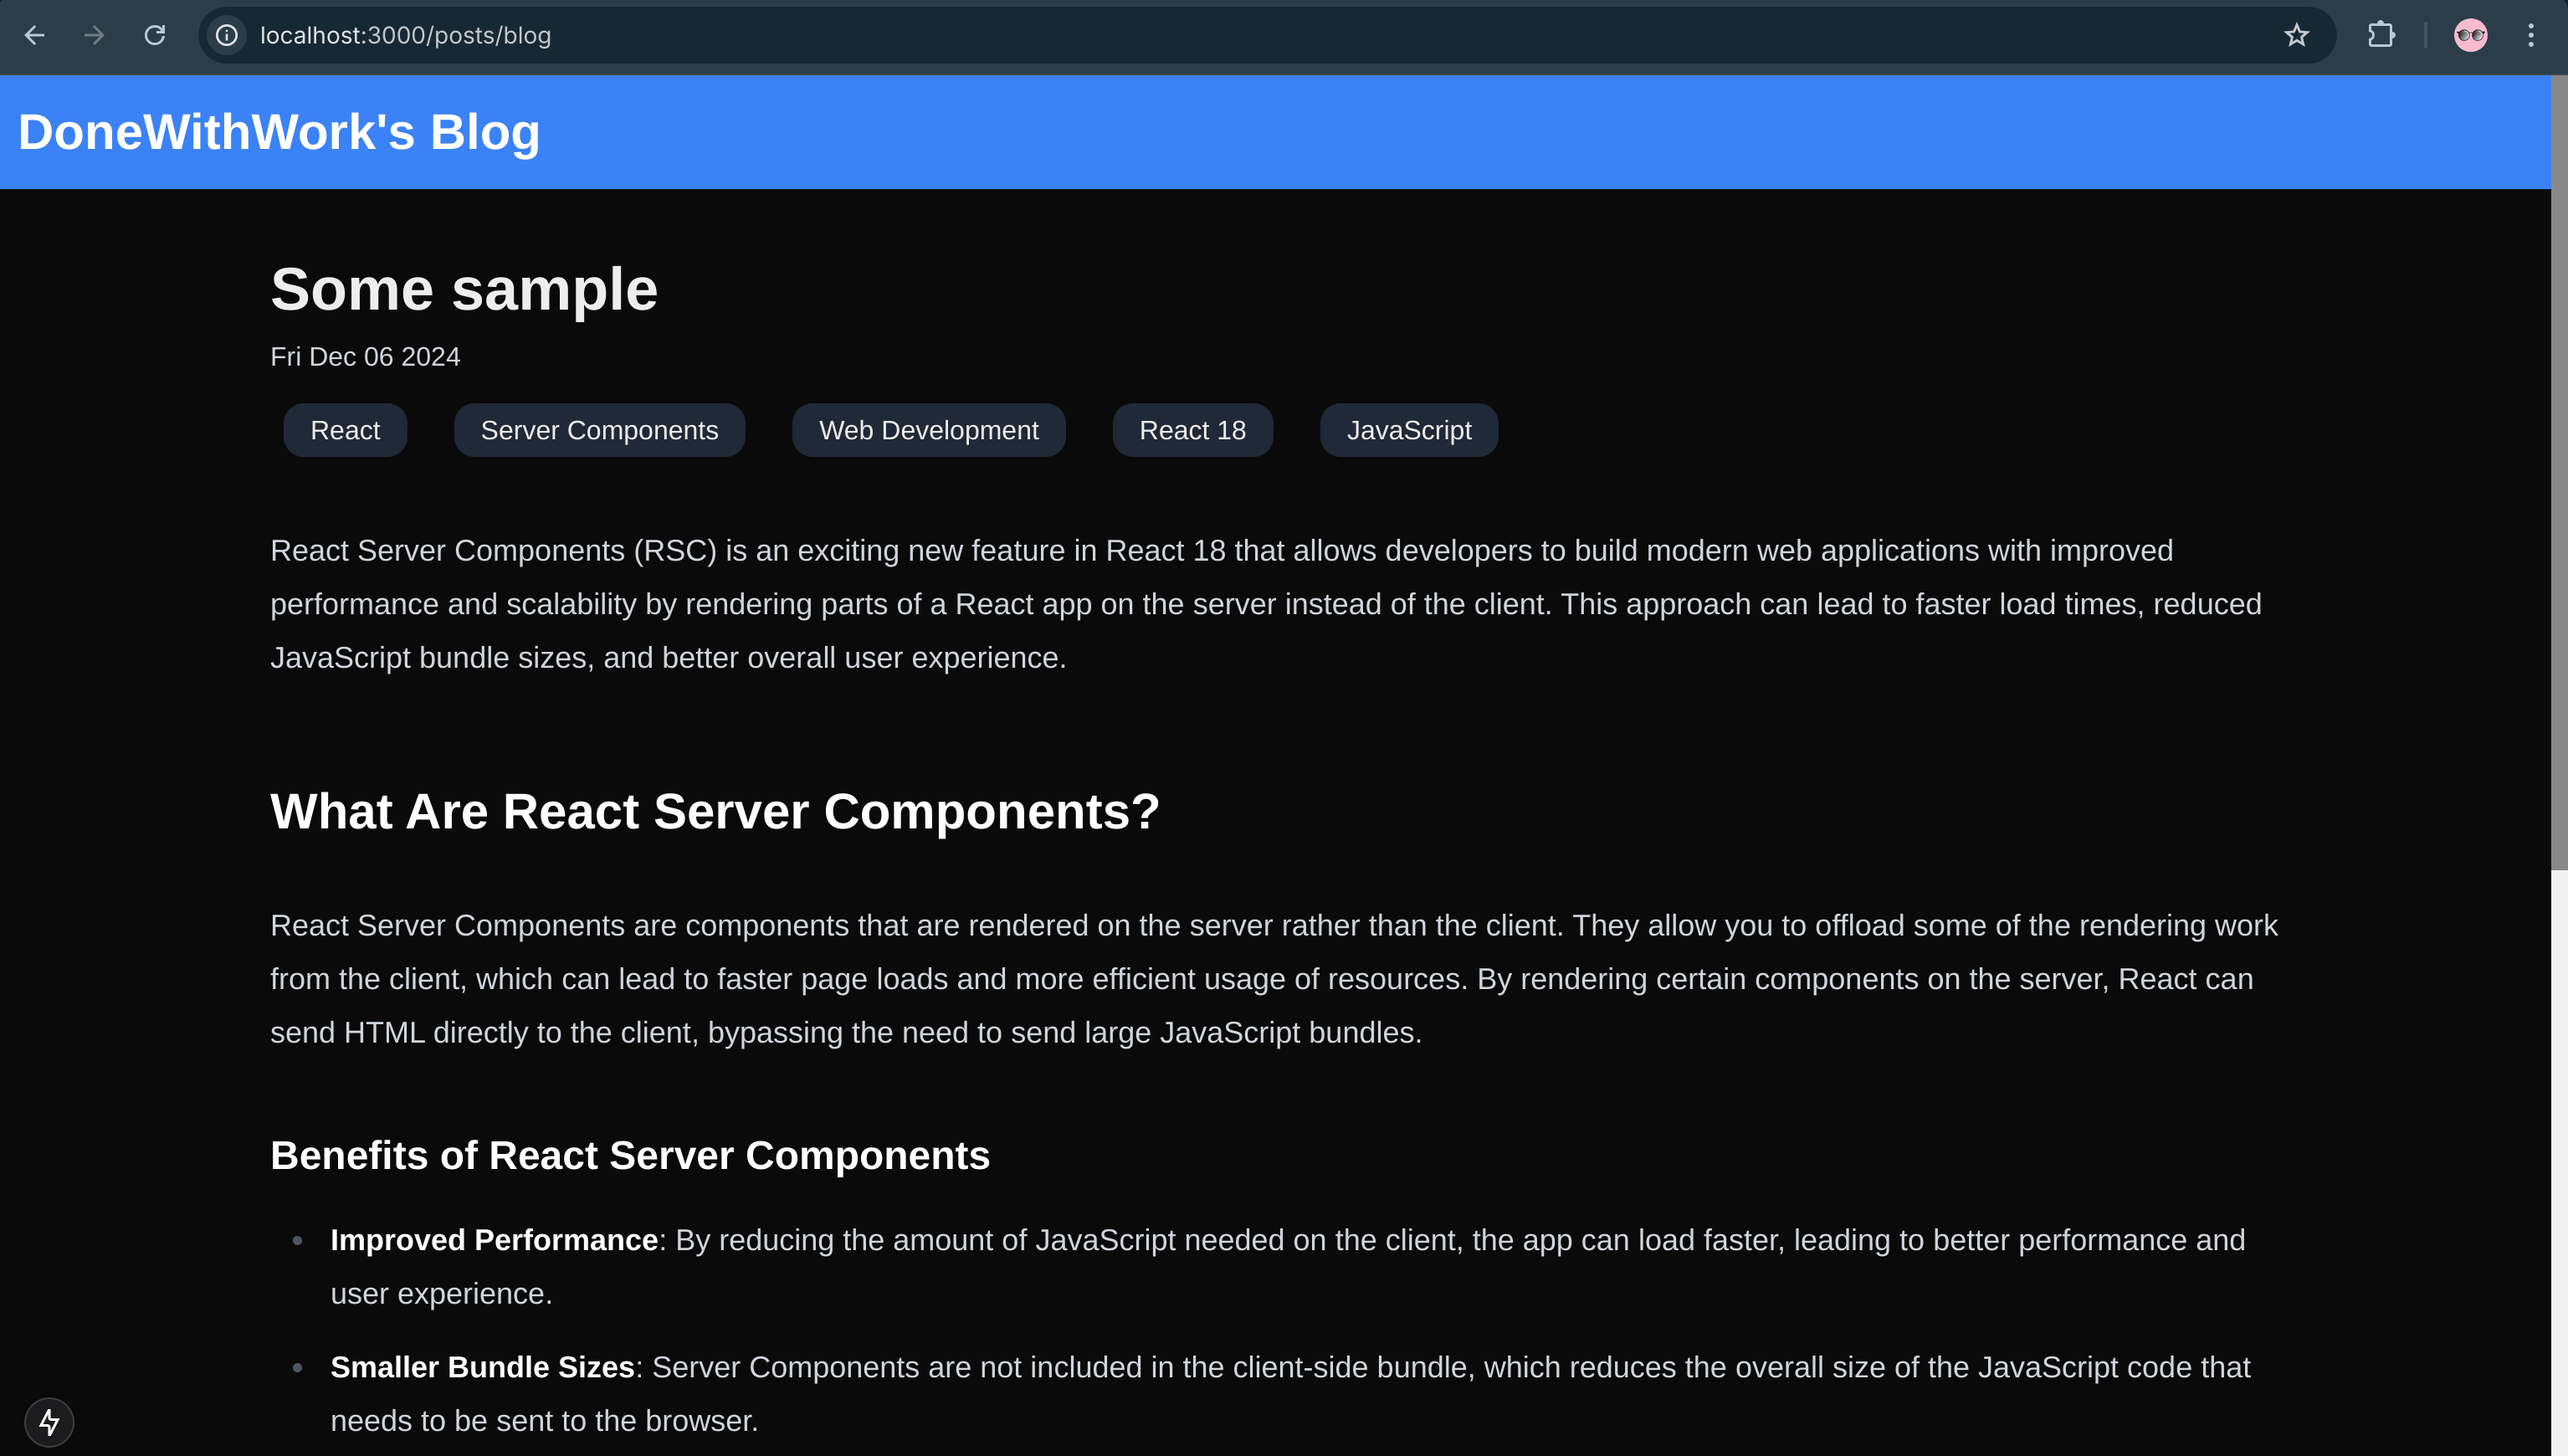 localhost:3000/posts/blog
DoneWithWork's Blog
Some sample
Fri Dec 06 2024
React Server Components Web Development React 18 JavaScript
React Server Components (RSC) is an exciting new feature in React 18 that allows developers to build modern web applications with improved
performance and scalability by rendering parts of a React app on the server instead of the client. This approach can lead to faster load times, reduced
JavaScript bundle sizes, and better overall user experience.
What Are React Server Components?
React Server Components are components that are rendered on the server rather than the client. They allow you to offload some of the rendering work
from the client, which can lead to faster page loads and more efficient usage of resources. By rendering certain components on the server, React can
send HTML directly to the client, bypassing the need to send large JavaScript bundles.
Benefits of React Server Components
• Improved Performance: By reducing the amount of JavaScript needed on the client, the app can load faster, leading to better performance and
user experience.
• Smaller Bundle Sizes: Server Components are not included in the client-side bundle, which reduces the overall size of the JavaScript code that
needs to be sent to the browser.